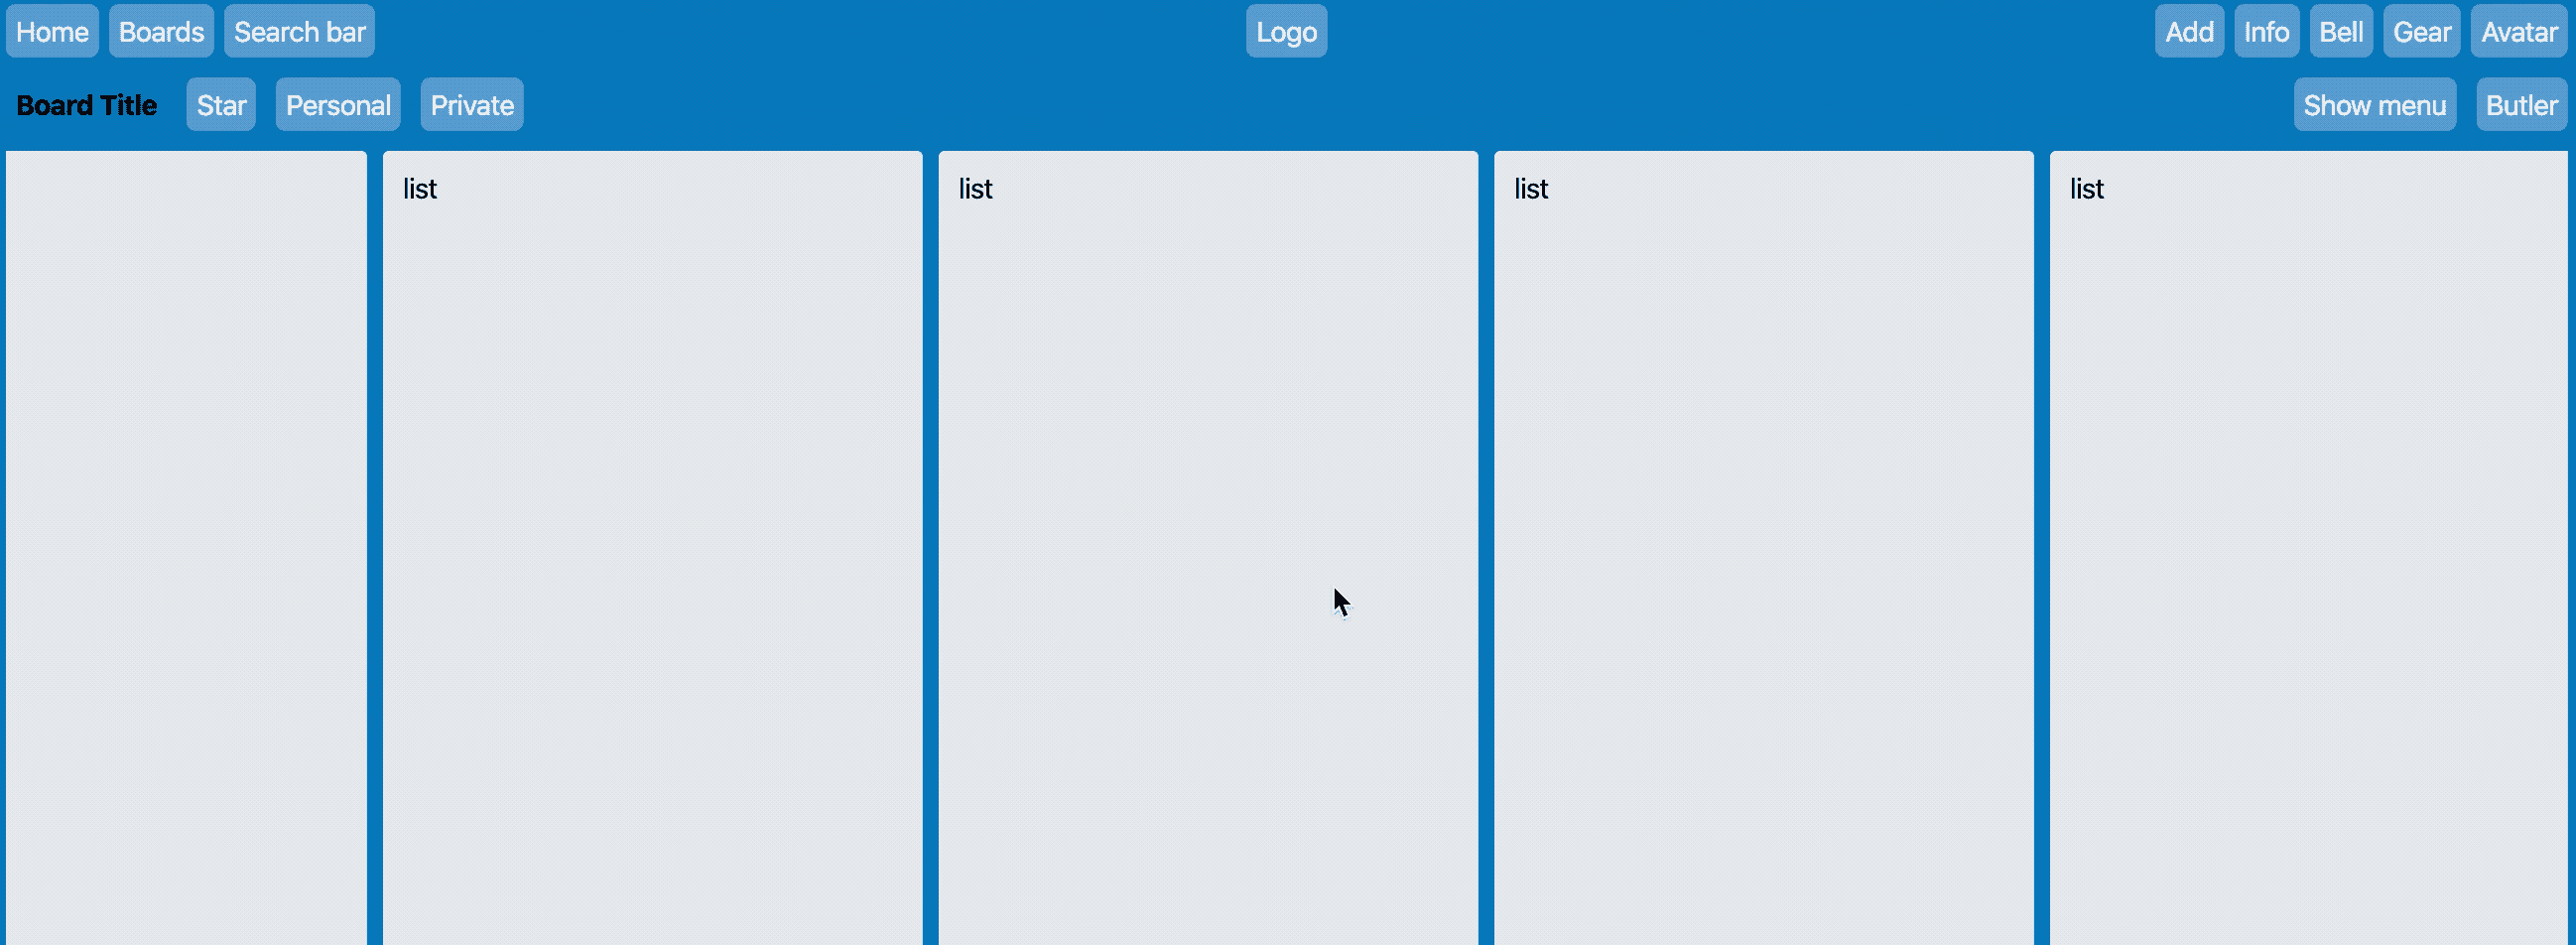 Home Boards Search bar Logo Add Info Bell Gear Avatar
Board Title Star Personal Private Show menu Butler
list list list list